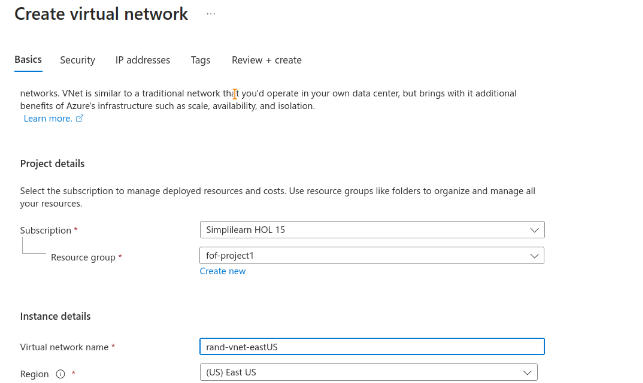 Create virtual network ...
Basics Security IP addresses Tags Review + create
networks. VNet is similar to a traditional network that you'd operate in your own data center, but brings with it additional
benefits of Azure's infrastructure such as scale, availability, and isolation.
Learn more.
Project details
Select the subscription to manage deployed resources and costs. Use resource groups like folders to organize and manage all
your resources.
Subscription * Simplilearn HOL 15
Resource group * fof-project1
Create new
Instance details
Virtual network name * rand-vnet-eastUS
Region * (US) East US